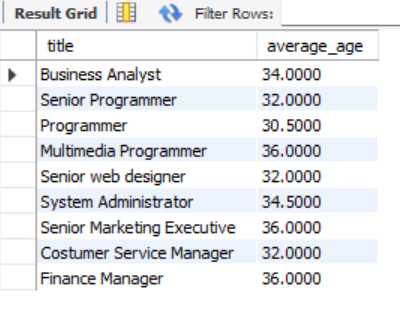 Result Grid Filter Rows:
title average_age
Business Analyst 34.0000
Senior Programmer 32.0000
Programmer 30.5000
Multimedia Programmer 36.0000
Senior web designer 32.0000
System Administrator 34.5000
Senior Marketing Executive 36.0000
Costumer Service Manager 32.0000
Finance Manager 36.0000